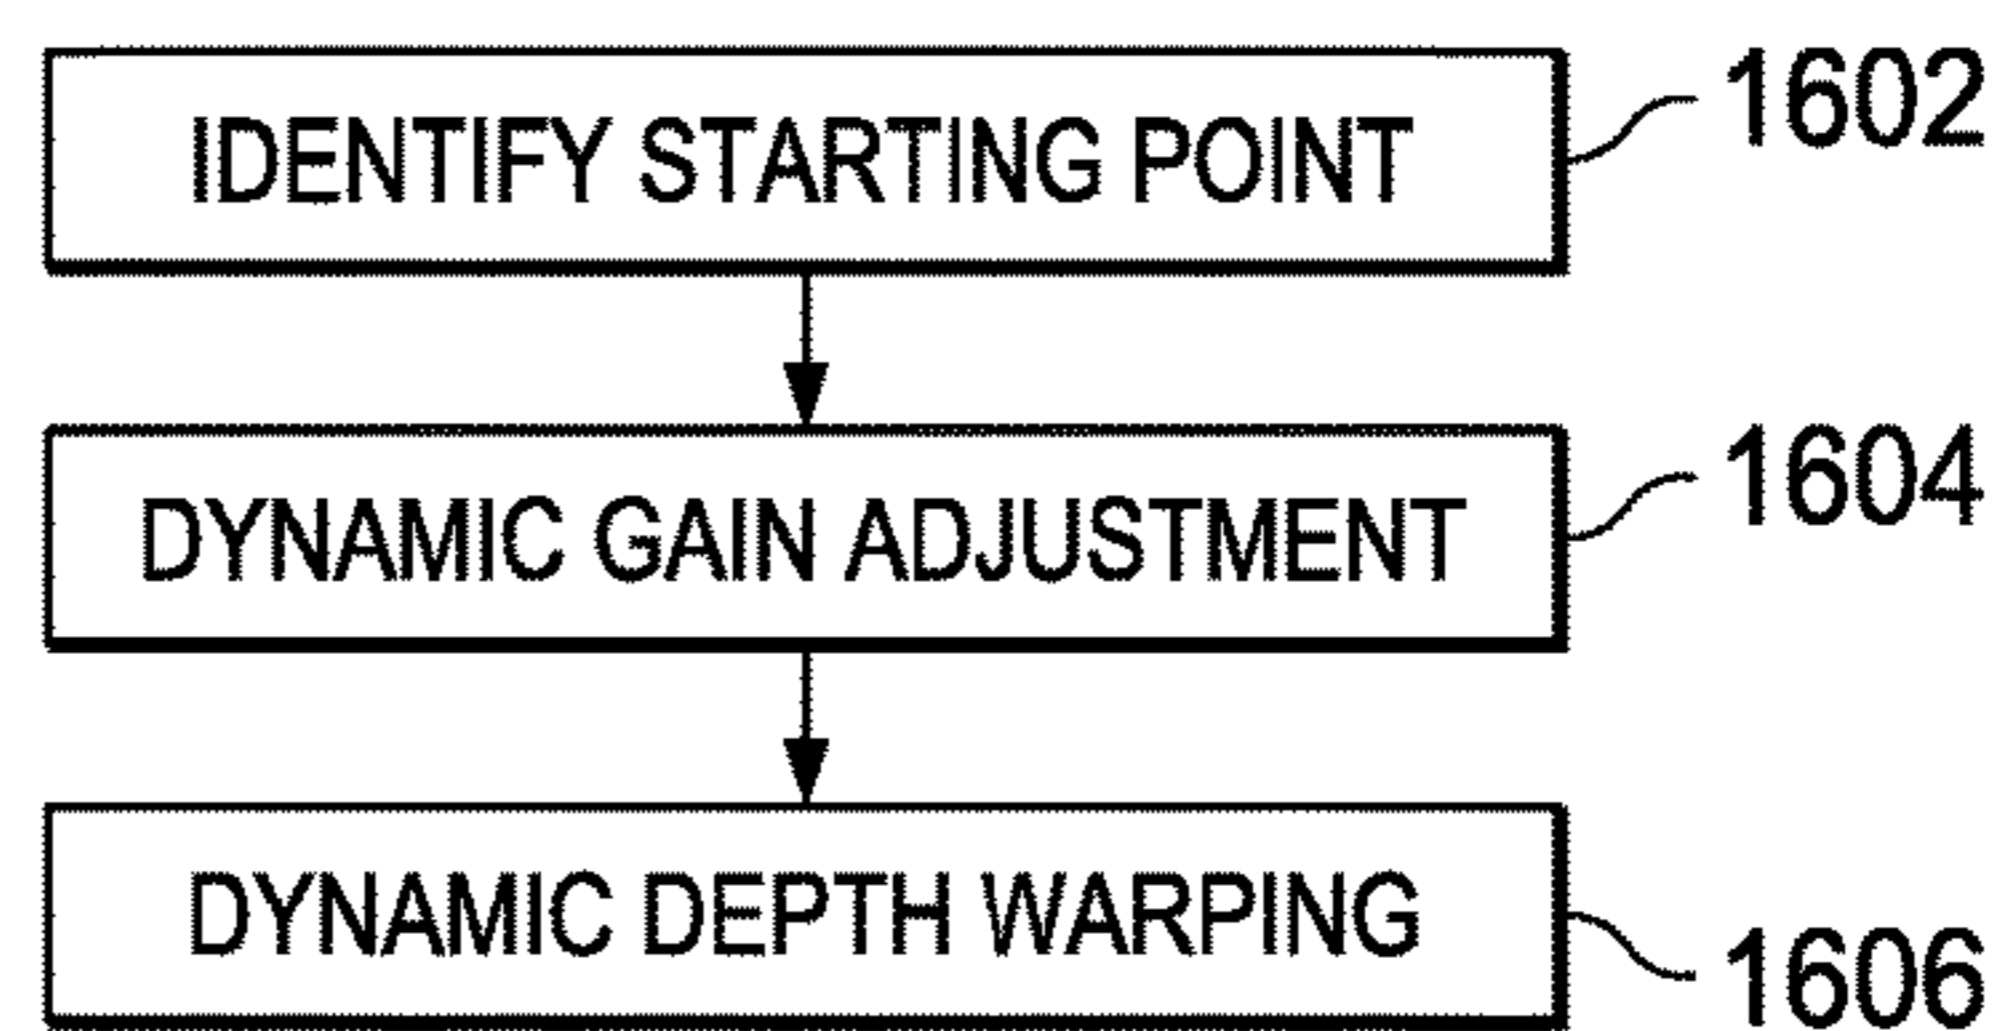 IDENTIFY STARTING POINT
1602
DYNAMIC GAIN ADJUSTMENT
1604
DYNAMIC DEPTH WARPING
1606